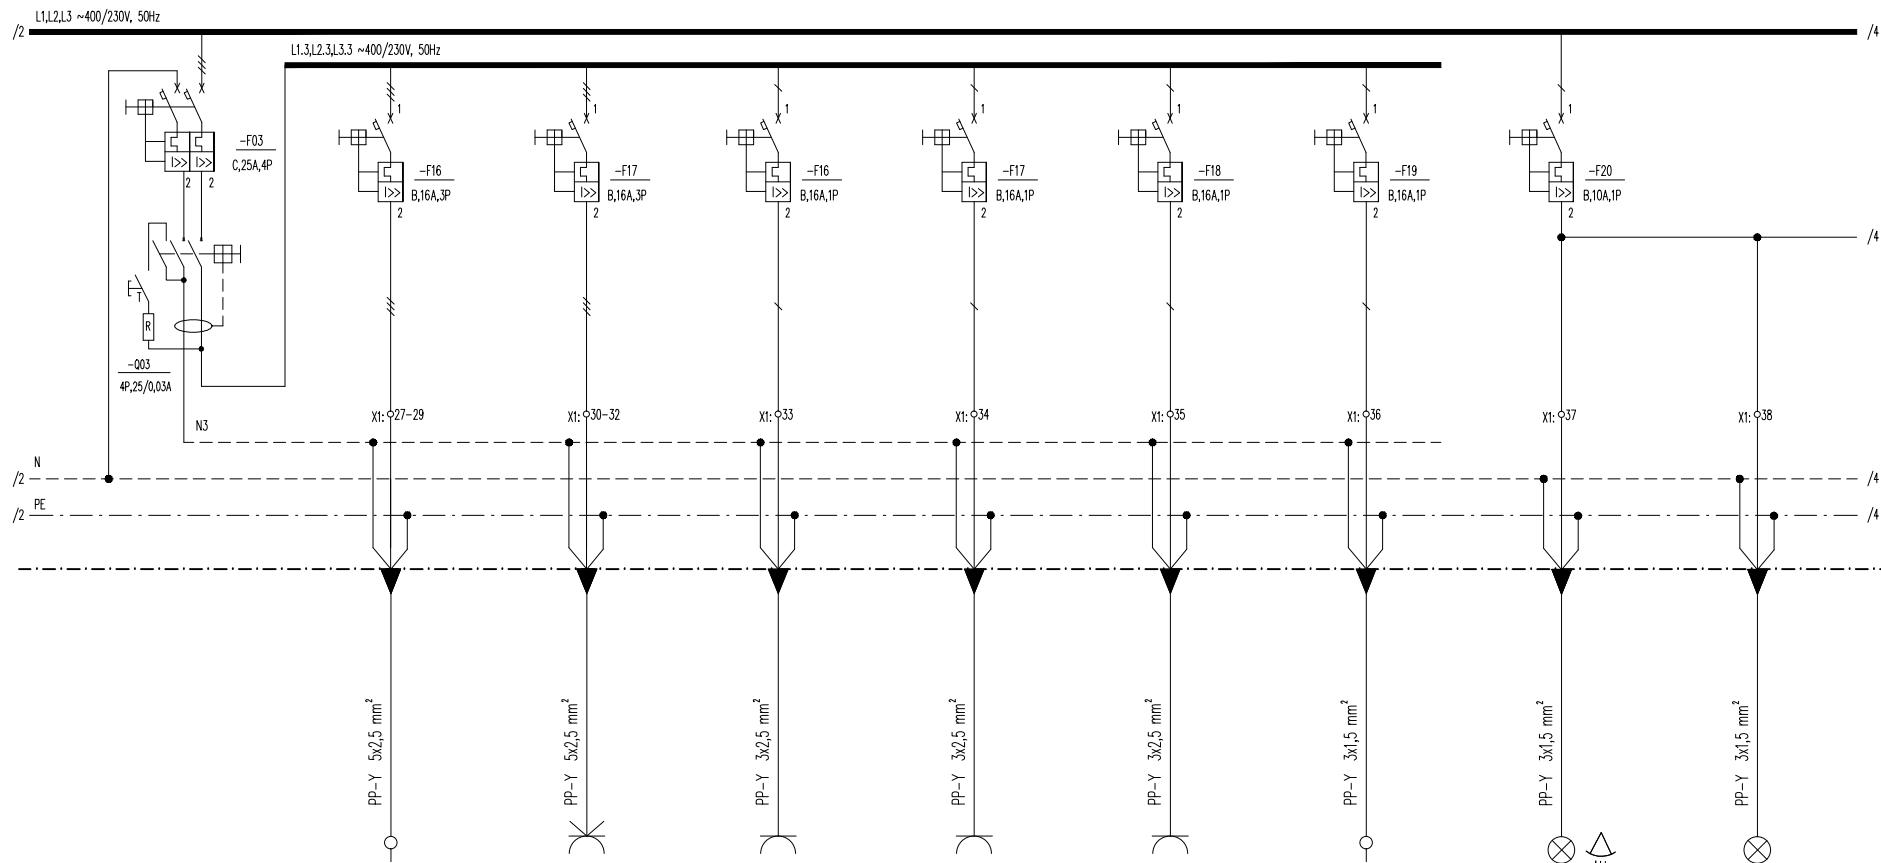 L1,L2,L3 ~400/230V, 50Hz
/2
/4
L1.3,L2.3,L3.3 ~400/230V, 50Hz
1
1
1
1
1
1
1
-F03
C,25A,4P
I>>
I>>
2
2
-F16
B,16A,3P
I>>
2
-F17
B,16A,3P
I>>
2
-F16
B,16A,1P
I>>
2
-F17
B,16A,1P
I>>
2
-F18
B,16A,1P
I>>
2
-F19
B,16A,1P
I>>
2
-F20
B,10A,1P
I>>
2
/4
T
R
-Q03
4P,25/0,03A
X1: 27-29
X1: 30-32
X1: 33
X1: 34
X1: 35
X1: 36
X1: 37
X1: 38
N3
N
/2
/4
PE
/2
/4
PP-Y 5x2,5 mm²
PP-Y 5x2,5 mm²
PP-Y 3x2,5 mm²
PP-Y 3x2,5 mm²
PP-Y 3x2,5 mm²
PP-Y 3x1,5 mm²
PP-Y 3x1,5 mm²
PP-Y 3x1,5 mm²